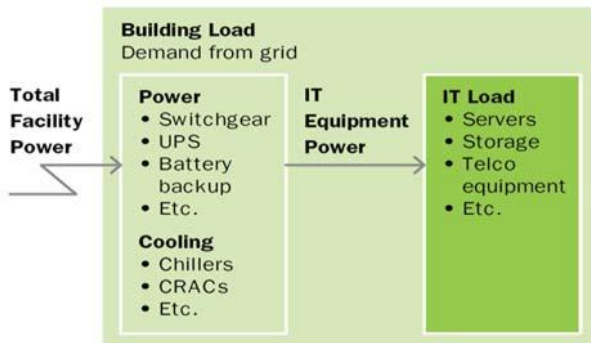 Building Load
Demand from grid
Total
Facility
Power
Power
• Switchgear
• UPS
• Battery
backup
• Etc.
Cooling
• Chillers
• CRACs
• Etc.
IT
Equipment
Power
IT Load
• Servers
• Storage
• Telco
equipment
• Etc.